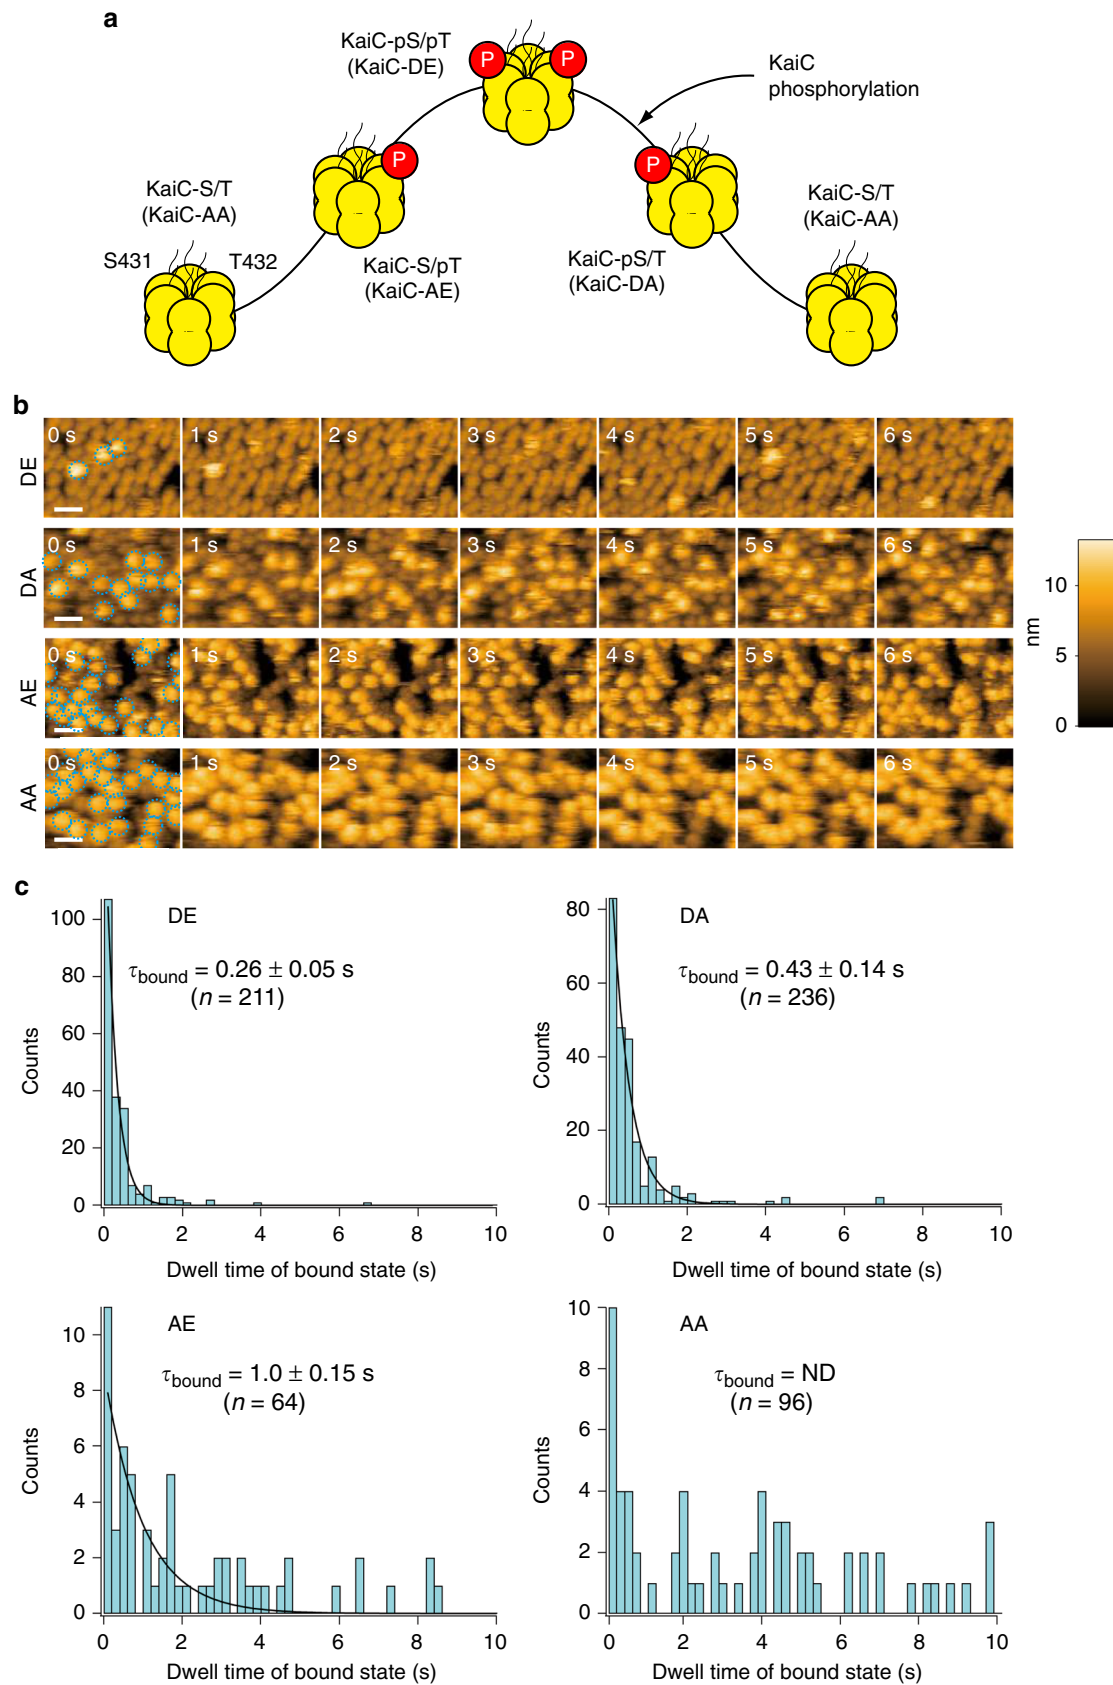 a
KaiC-pS/pT
(KaiC-DE)
P
P
KaiC
phosphorylation
P
P
KaiC-S/T
(KaiC-AA)
KaiC-S/T
(KaiC-AA)
S431
T432
KaiC-S/pT
(KaiC-AE)
KaiC-pS/T
(KaiC-DA)
b
DE
0 s
1 s
2 s
3 s
4 s
5 s
6 s
DA
0 s
1 s
2 s
3 s
4 s
5 s
6 s
AE
0 s
1 s
2 s
3 s
4 s
5 s
6 s
AA
0 s
1 s
2 s
3 s
4 s
5 s
6 s
10
5
0
nm
c
DE
τbound = 0.26 ± 0.05 s
(n = 211)
100
80
60
40
20
0
Counts
0 2 4 6 8 10
Dwell time of bound state (s)
DA
τbound = 0.43 ± 0.14 s
(n = 236)
80
60
40
20
0
Counts
0 2 4 6 8 10
Dwell time of bound state (s)
AE
τbound = 1.0 ± 0.15 s
(n = 64)
10
8
6
4
2
0
Counts
0 2 4 6 8 10
Dwell time of bound state (s)
AA
τbound = ND
(n = 96)
10
8
6
4
2
0
Counts
0 2 4 6 8 10
Dwell time of bound state (s)